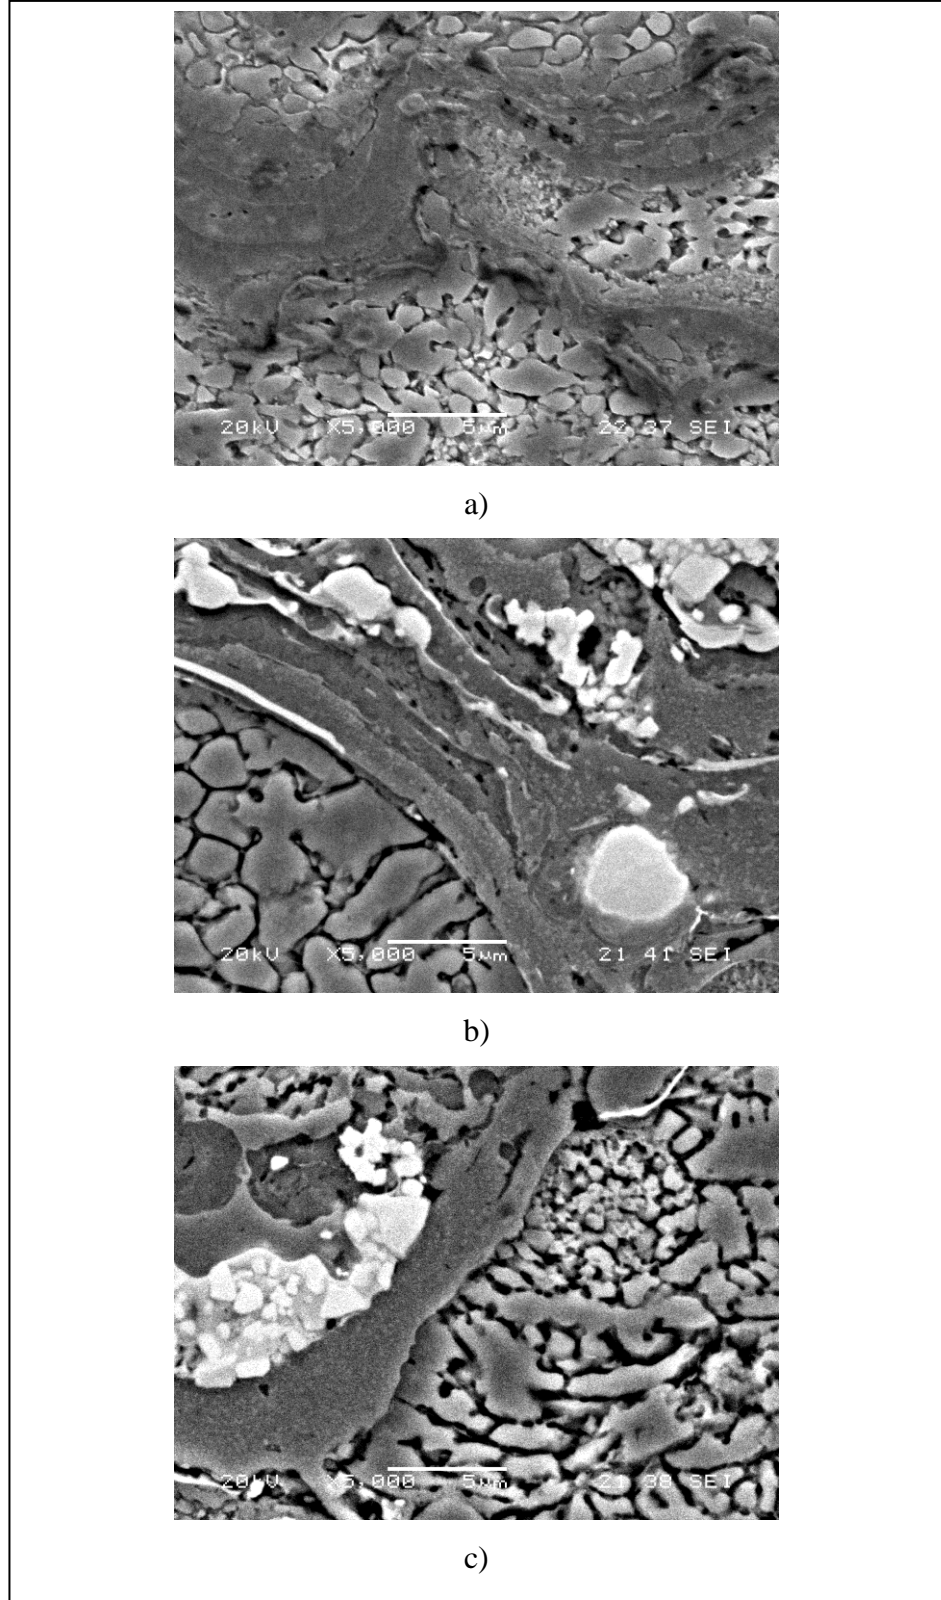 20kV X5,000 5µm 22 37 SEI
a)
20kV X5,000 5µm 21 41 SEI
b)
20kV X5,000 5µm 21 38 SEI
c)